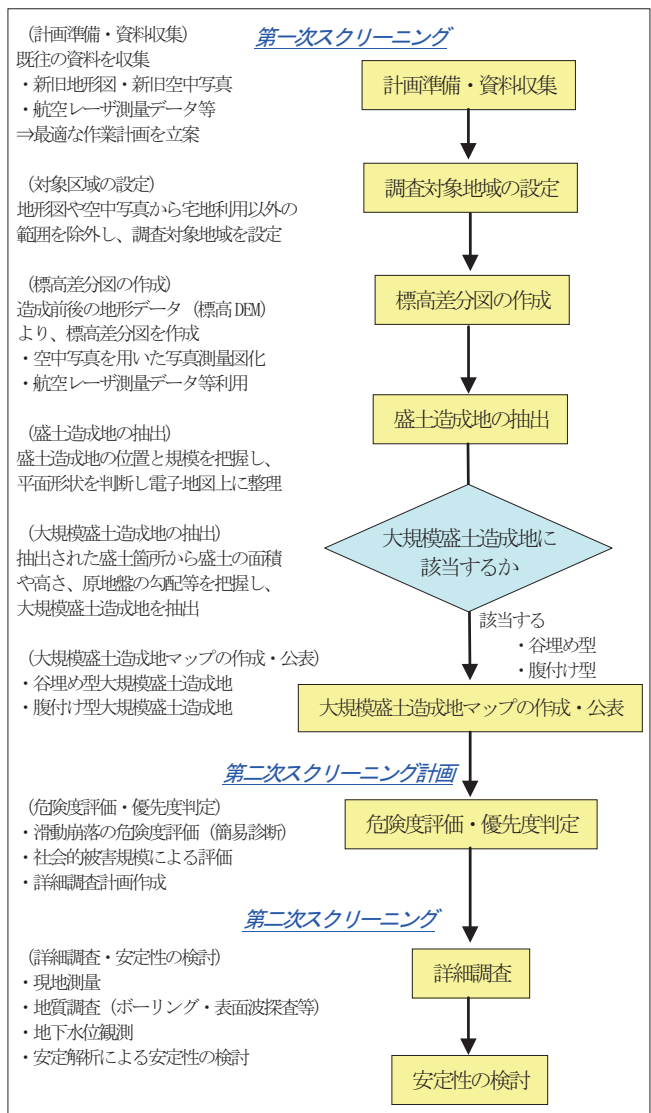 第一次スクリーニング
（計画準備・資料収集）
既往の資料を収集
・新旧地形図・新旧空中写真
・航空レーザ測量データ等
⇒最適な作業計画を立案
計画準備・資料収集
（対象区域の設定）
地形図や空中写真から宅地利用以外の
範囲を除外し、調査対象地域を設定
調査対象地域の設定
（標高差分図の作成）
造成前後の地形データ（標高DEM）
より、標高差分図を作成
・空中写真を用いた写真測量図化
・航空レーザ測量データ等利用
標高差分図の作成
（盛土造成地の抽出）
盛土造成地の位置と規模を把握し、
平面形状を判断し電子地図上に整理
盛土造成地の抽出
（大規模盛土造成地の抽出）
抽出された盛土箇所から盛土の面積
や高さ、原地盤の勾配等を把握し、
大規模盛土造成地を抽出
大規模盛土造成地に
該当するか
該当する
・谷埋め型
・腹付け型
（大規模盛土造成地マップの作成・公表）
・谷埋め型大規模盛土造成地
・腹付け型大規模盛土造成地
大規模盛土造成地マップの作成・公表
第二次スクリーニング計画
（危険度評価・優先度判定）
・滑動崩落の危険度評価（簡易診断）
・社会的被害規模による評価
・詳細調査計画作成
危険度評価・優先度判定
第二次スクリーニング
（詳細調査・安定性の検討）
・現地測量
・地質調査（ボーリング・表面波探査等）
・地下水位観測
・安定解析による安定性の検討
詳細調査
安定性の検討